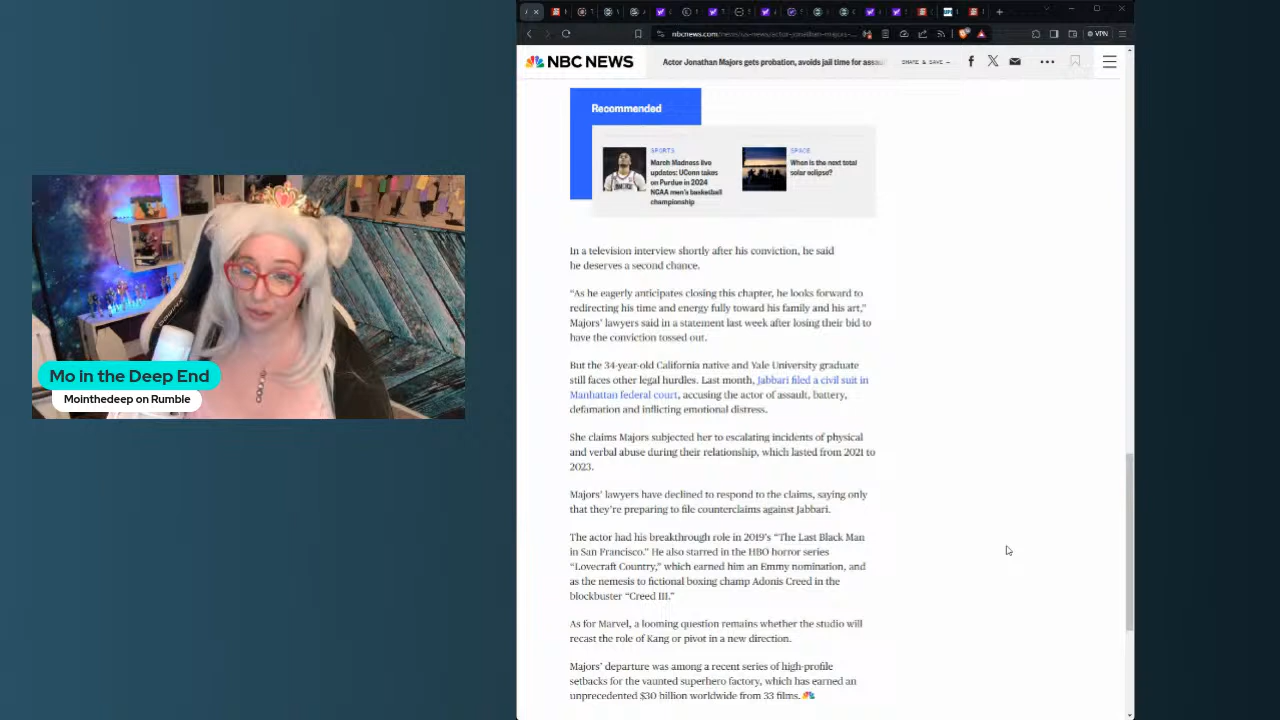 nbcnews.com/news/us-news/actor-jonathan-majors-...
VPN
NBC NEWS
Actor Jonathan Majors gets probation, avoids jail time for assau
SHARE & SAVE
Recommended
SPORTS
March Madness live
updates: UConn takes
on Purdue in 2024
NCAA men's basketball
championship
SPACE
When is the next total
solar eclipse?
In a television interview shortly after his conviction, he said
he deserves a second chance.
“As he eagerly anticipates closing this chapter, he looks forward to
redirecting his time and energy fully toward his family and his art,”
Majors’ lawyers said in a statement last week after losing their bid to
have the conviction tossed out.
But the 34-year-old California native and Yale University graduate
still faces other legal hurdles. Last month, Jabbari filed a civil suit in
Manhattan federal court, accusing the actor of assault, battery,
defamation and inflicting emotional distress.
She claims Majors subjected her to escalating incidents of physical
and verbal abuse during their relationship, which lasted from 2021 to
2023.
Majors’ lawyers have declined to respond to the claims, saying only
that they’re preparing to file counterclaims against Jabbari.
The actor had his breakthrough role in 2019’s “The Last Black Man
in San Francisco.” He also starred in the HBO horror series
“Lovecraft Country,” which earned him an Emmy nomination, and
as the nemesis to fictional boxing champ Adonis Creed in the
blockbuster “Creed III.”
As for Marvel, a looming question remains whether the studio will
recast the role of Kang or pivot in a new direction.
Majors’ departure was among a recent series of high-profile
setbacks for the vaunted superhero factory, which has earned an
unprecedented $30 billion worldwide from 33 films.
Mo in the Deep End
Mointhedeep on Rumble